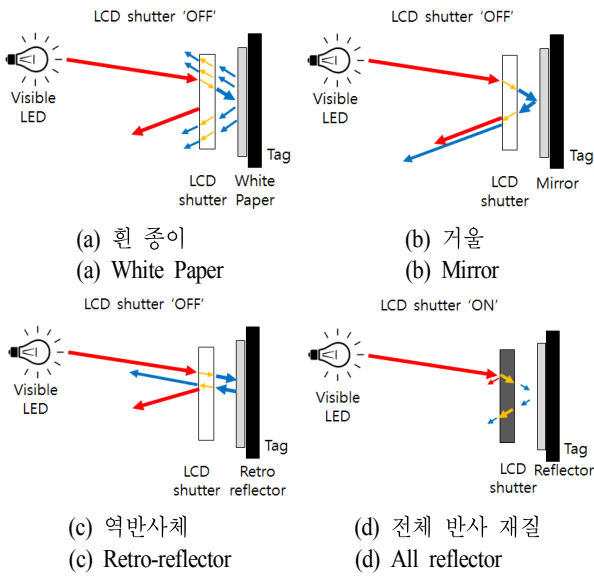 LCD shutter ‘OFF’
Visible
LED
LCD
shutter
White
Paper
Tag
(a) 흰 종이
(a) White Paper
LCD shutter ‘OFF’
Visible
LED
LCD
shutter
Mirror
Tag
(b) 거울
(b) Mirror
LCD shutter ‘OFF’
Visible
LED
LCD
shutter
Retro
reflector
Tag
(c) 역반사체
(c) Retro-reflector
LCD shutter ‘ON’
Visible
LED
LCD
shutter
Reflector
Tag
(d) 전체 반사 재질
(d) All reflector